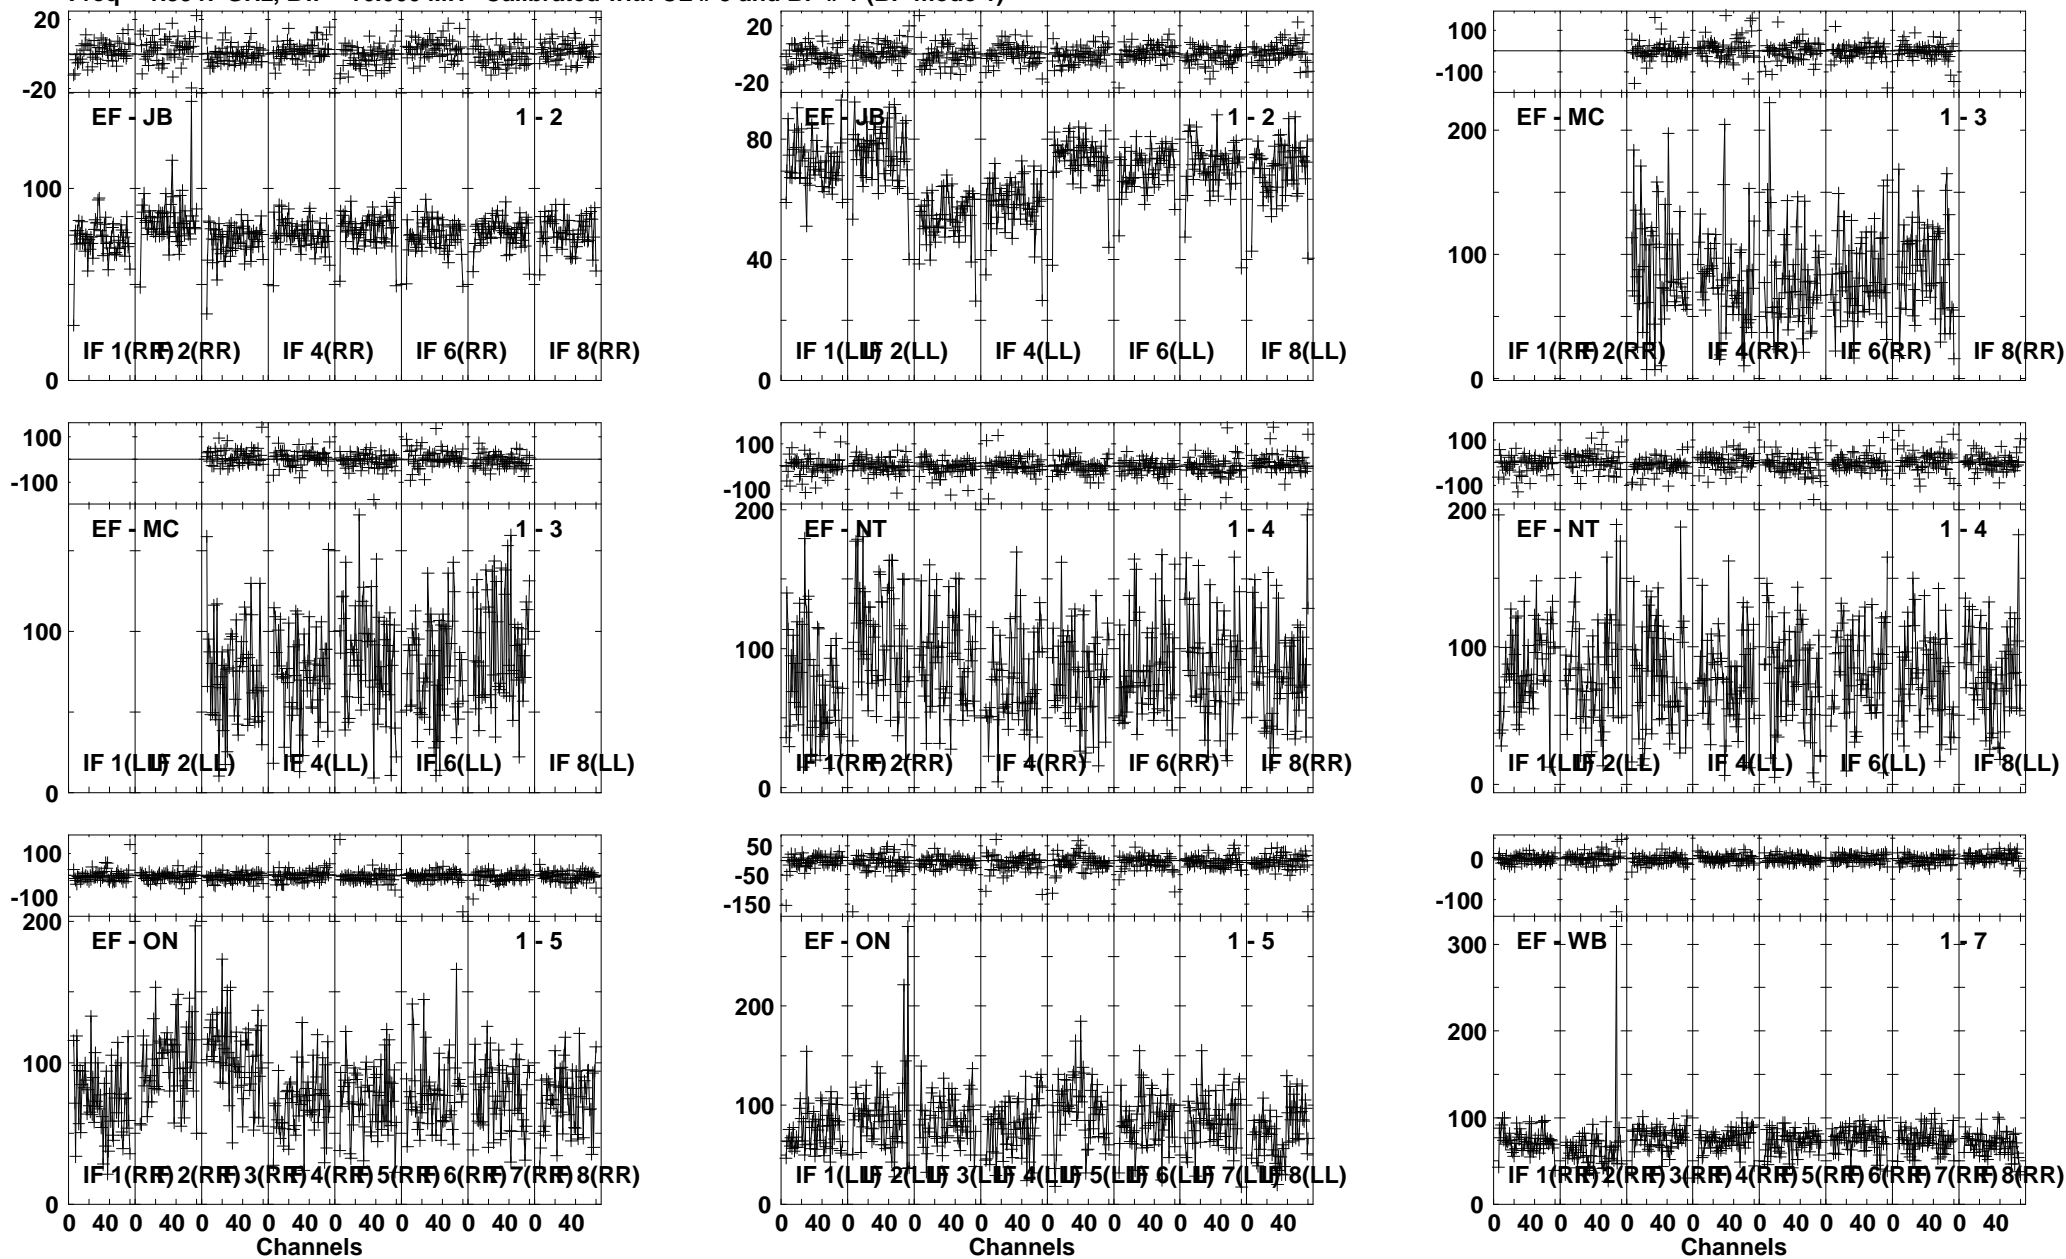 20
-20
EF - JB 1 - 2
100
0
IF 1(RR) IF 2(RR) IF 4(RR) IF 6(RR) IF 8(RR)
20
-20
EF - JB 1 - 2
80
40
0
IF 1(LL) IF 2(LL) IF 4(LL) IF 6(LL) IF 8(LL)
100
-100
EF - MC 1 - 3
200
100
0
IF 1(RR) IF 2(RR) IF 4(RR) IF 6(RR) IF 8(RR)
100
-100
EF - MC 1 - 3
100
0
IF 1(LL) IF 2(LL) IF 4(LL) IF 6(LL) IF 8(LL)
100
-100
EF - NT 1 - 4
200
100
0
IF 1(RR) IF 2(RR) IF 4(RR) IF 6(RR) IF 8(RR)
100
-100
EF - NT 1 - 4
200
100
0
IF 1(LL) IF 2(LL) IF 4(LL) IF 6(LL) IF 8(LL)
100
-100
EF - ON 1 - 5
200
100
0
IF 1(RR) IF 2(RR) IF 3(RR) IF 4(RR) IF 5(RR) IF 6(RR) IF 7(RR) IF 8(RR)
0 40 0 40 0 40 0 40 0 40 0 40 0 40 0 40
Channels
50
-50
-150
EF - ON 1 - 5
200
100
0
IF 1(LL) IF 2(LL) IF 3(LL) IF 4(LL) IF 5(LL) IF 6(LL) IF 7(LL) IF 8(LL)
0 40 0 40 0 40 0 40 0 40 0 40 0 40 0 40
Channels
0
-100
EF - WB 1 - 7
300
200
100
0
IF 1(RR) IF 2(RR) IF 3(RR) IF 4(RR) IF 5(RR) IF 6(RR) IF 7(RR) IF 8(RR)
0 40 0 40 0 40 0 40 0 40 0 40 0 40 0 40
Channels